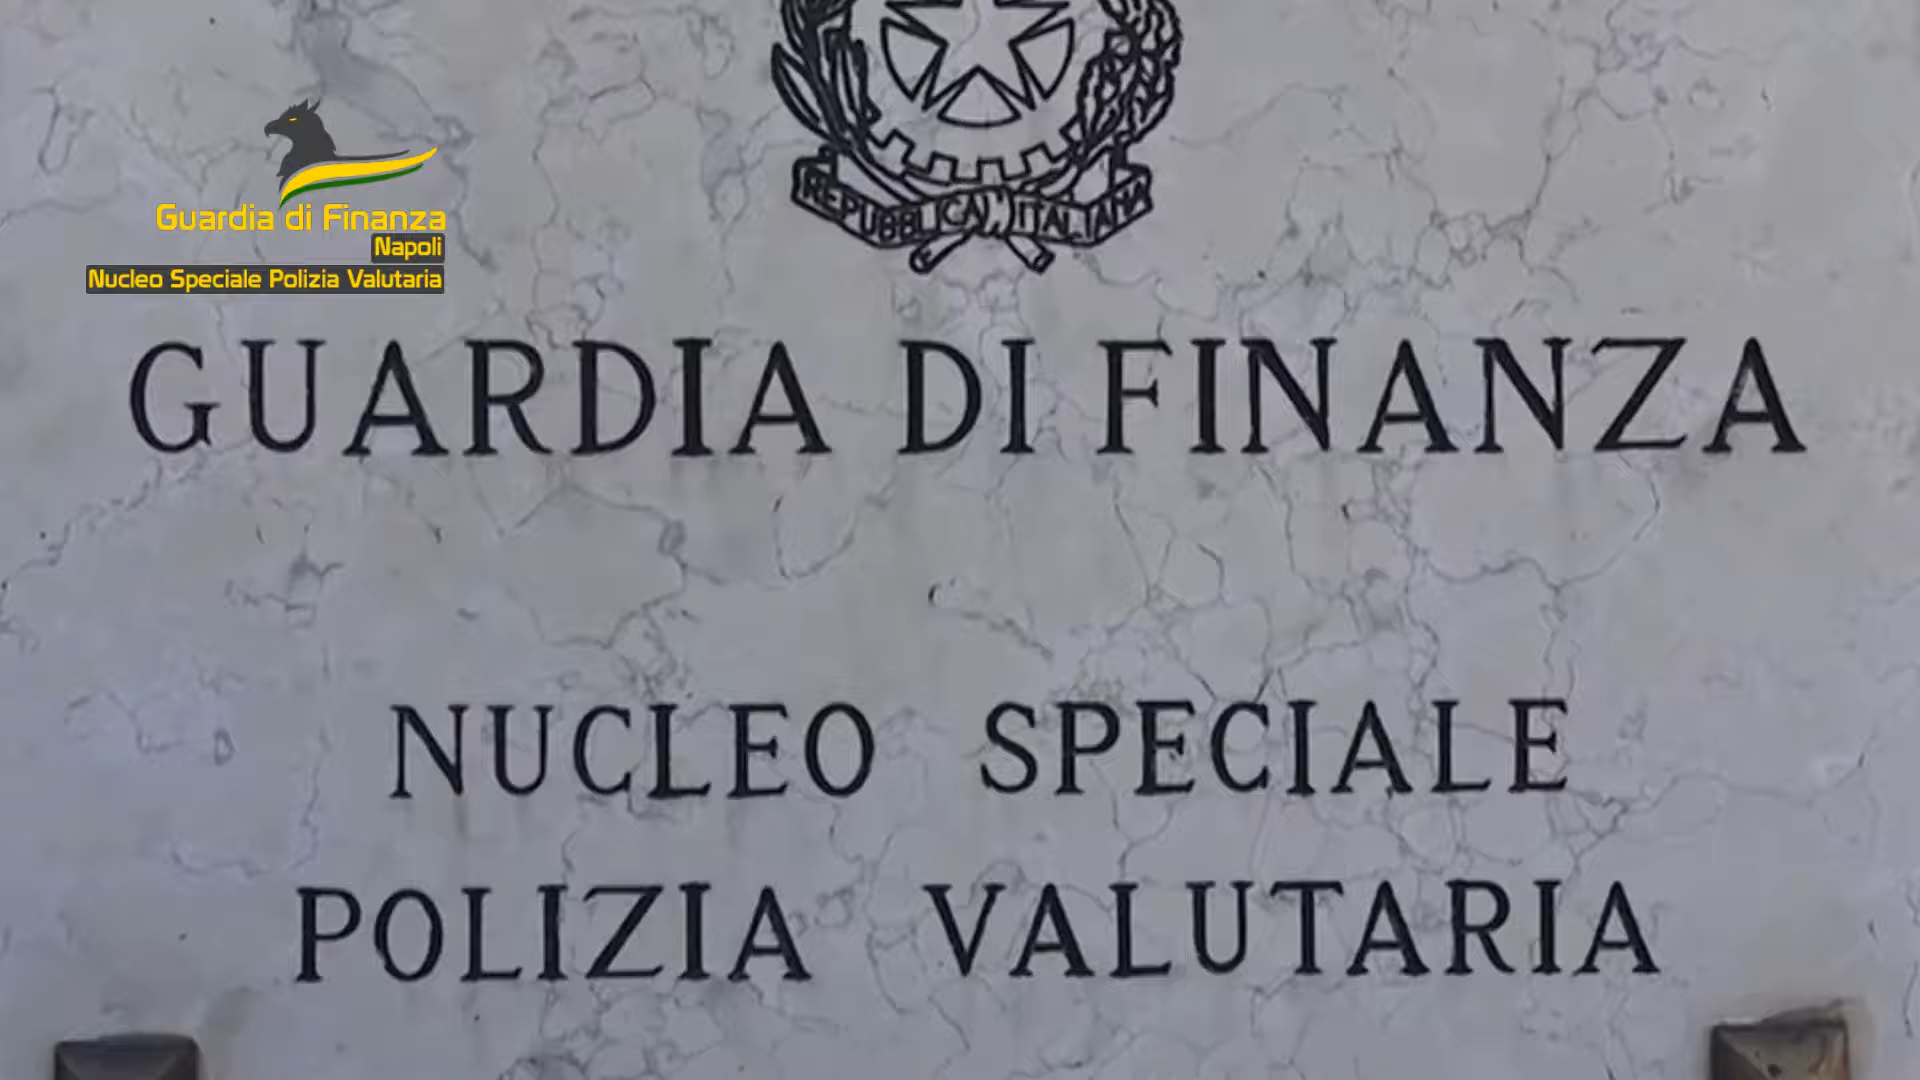 REPUBBLICA ITALIANA
Guardia di Finanza
Napoli
Nucleo Speciale Polizia Valutaria
GUARDIA DI FINANZA
NUCLEO SPECIALE
POLIZIA VALUTARIA